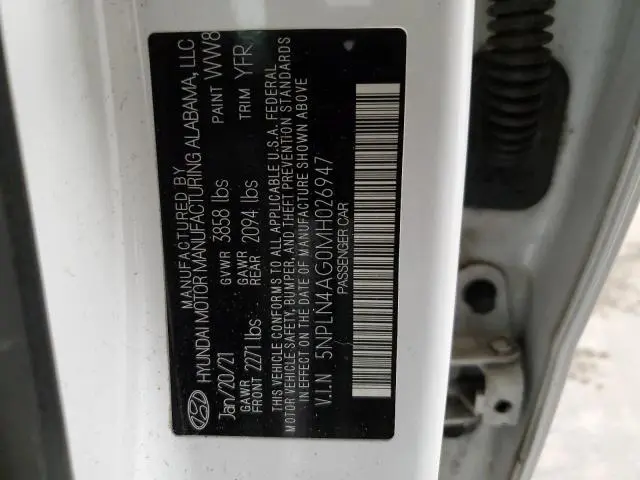 MANUFACTURED BY
HYUNDAI MOTOR MANUFACTURING ALABAMA, LLC
Jan/20/21 GVWR 3858 lbs PAINT WW8
GAWR FRONT 2271 lbs GAWR REAR 2094 lbs TRIM YFR
THIS VEHICLE CONFORMS TO ALL APPLICABLE U.S.A. FEDERAL
MOTOR VEHICLE SAFETY, BUMPER, AND THEFT PREVENTION STANDARDS
IN EFFECT ON THE DATE OF MANUFACTURE SHOWN ABOVE
V.I.N 5NPLN4AG0MH026947
PASSENGER CAR